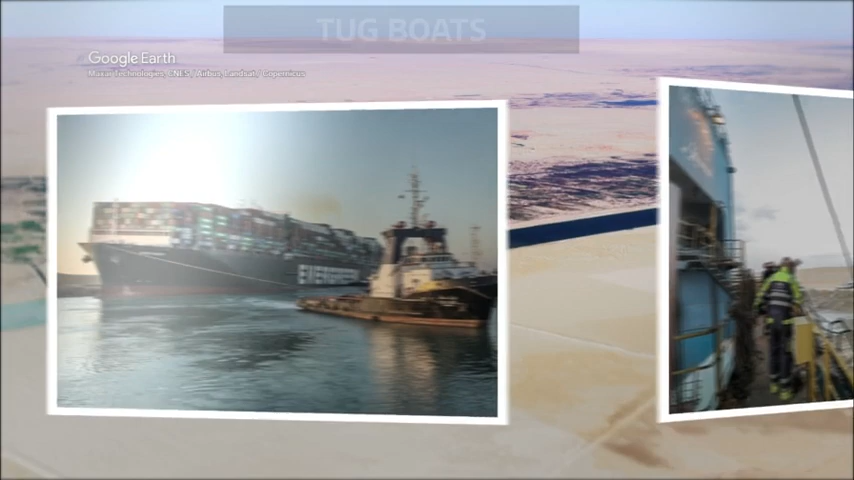 TUG BOATS
Google Earth
Maxar Technologies, CNES / Airbus, Landsat / Copernicus
EVERGREEN